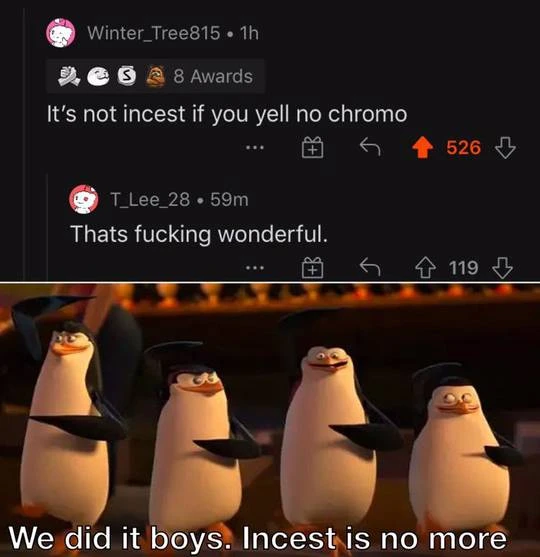 Winter_Tree815 • 1h
S 8 Awards
It's not incest if you yell no chromo
526
T_Lee_28 • 59m
Thats fucking wonderful.
119
We did it boys. Incest is no more